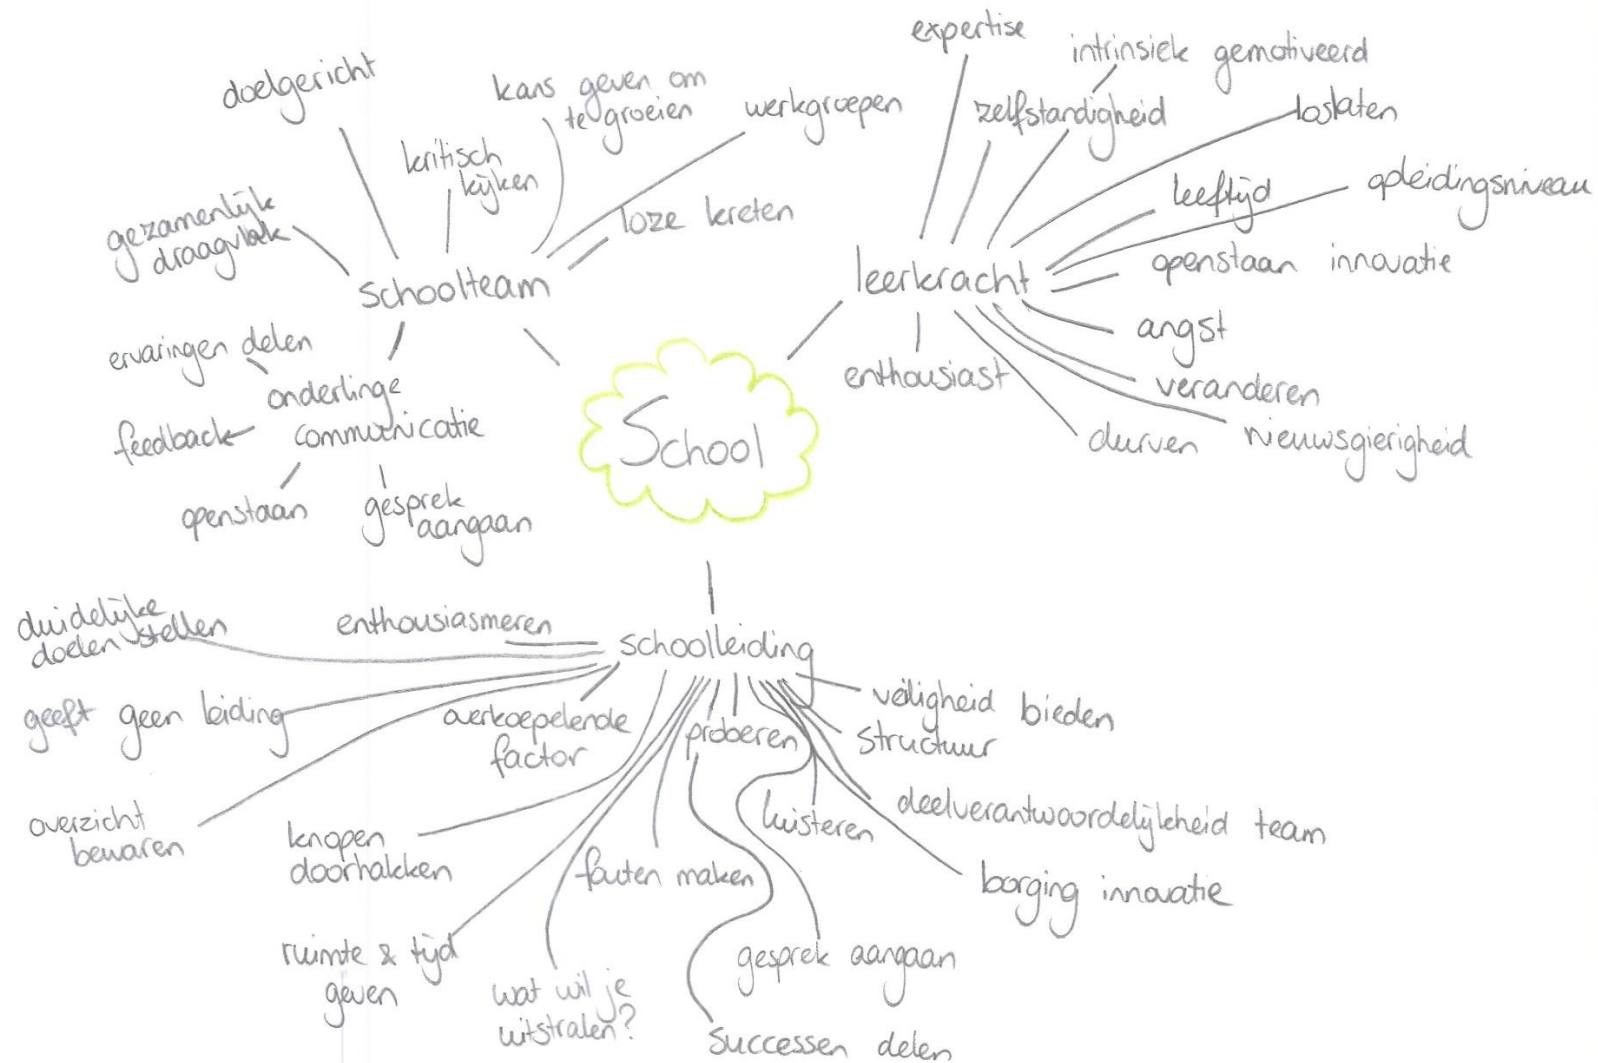 School
schoolteam
doelgericht
kans geven om
te groeien
werkgroepen
kritisch
kijken
loze kreten
gezamenlijk
draagvlak
ervaringen delen
onderlinge
communicatie
feedback
openstaan
gesprek
aangaan
leerkracht
expertise
intrinsiek gemotiveerd
zelfstandigheid
loslaten
leeftijd
opleidingsniveau
openstaan innovatie
angst
veranderen
nieuwsgierigheid
durven
enthousiast
schoolleiding
enthousiasmeren
duidelijke
doelen stellen
geeft geen leiding
overkoepelende
factor
overzicht
bewaren
knopen
doorhakken
ruimte & tijd
geven
wat wil je
uitstralen?
fouten maken
proberen
successen delen
gesprek aangaan
luisteren
veiligheid bieden
structuur
deelverantwoordelijkheid team
borging innovatie